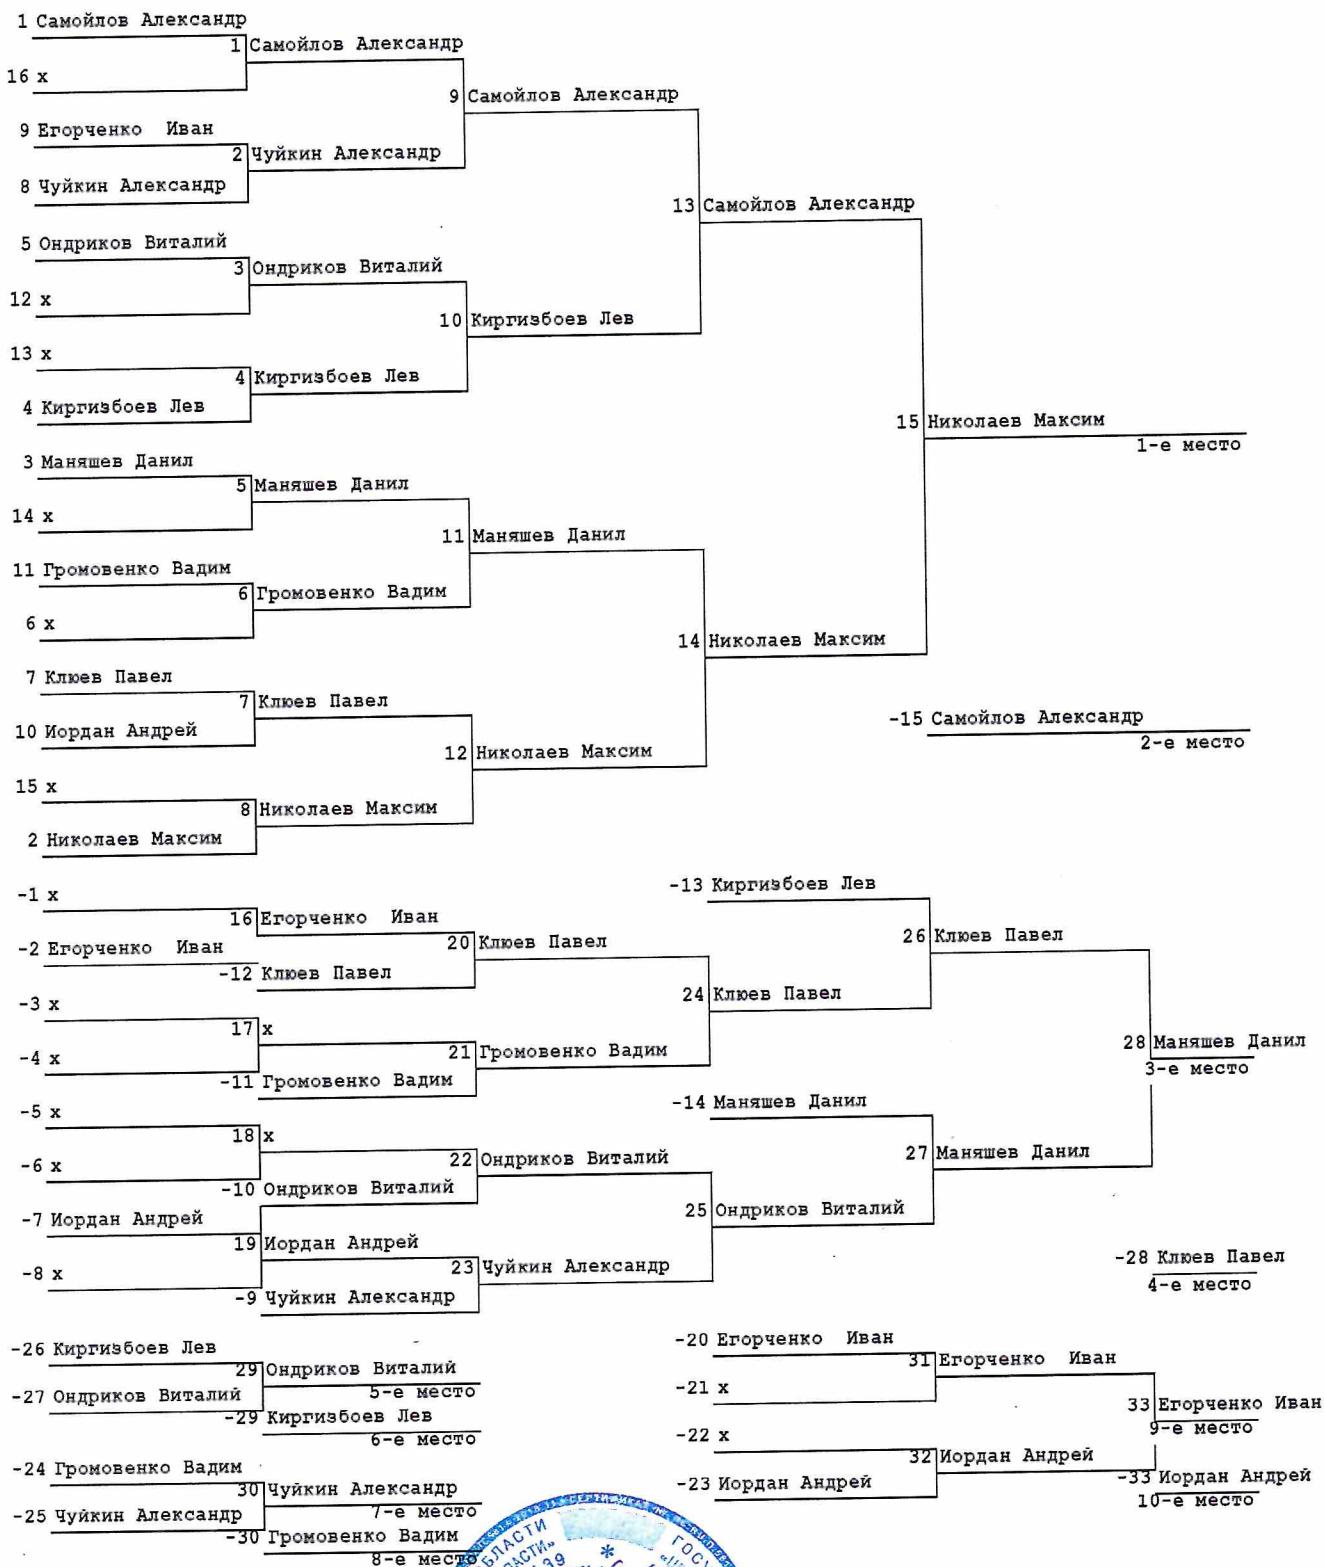 1 Самойлов Александр
1 Самойлов Александр
16 х
9 Самойлов Александр
9 Егорченко Иван
2 Чуйкин Александр
8 Чуйкин Александр
13 Самойлов Александр
5 Ондриков Виталий
3 Ондриков Виталий
12 х
10 Киргизбоев Лев
13 х
4 Киргизбоев Лев
4 Киргизбоев Лев
15 Николаев Максим
1-е место
3 Маняшев Данил
5 Маняшев Данил
14 х
11 Маняшев Данил
11 Громовенко Вадим
6 Громовенко Вадим
6 х
14 Николаев Максим
7 Клюев Павел
7 Клюев Павел
10 Иордан Андрей
-15 Самойлов Александр
2-е место
12 Николаев Максим
15 х
8 Николаев Максим
2 Николаев Максим
-1 х
-13 Киргизбоев Лев
16 Егорченко Иван
-2 Егорченко Иван
20 Клюев Павел
26 Клюев Павел
-12 Клюев Павел
-3 х
24 Клюев Павел
17 х
-4 х
21 Громовенко Вадим
28 Маняшев Данил
3-е место
-11 Громовенко Вадим
-5 х
-14 Маняшев Данил
18 х
-6 х
22 Ондриков Виталий
27 Маняшев Данил
-10 Ондриков Виталий
-7 Иордан Андрей
25 Ондриков Виталий
19 Иордан Андрей
-8 х
23 Чуйкин Александр
-28 Клюев Павел
4-е место
-9 Чуйкин Александр
-26 Киргизбоев Лев
-20 Егорченко Иван
29 Ондриков Виталий
5-е место
31 Егорченко Иван
-27 Ондриков Виталий
-21 х
-29 Киргизбоев Лев
6-е место
33 Егорченко Иван
9-е место
-22 х
-24 Громовенко Вадим
32 Иордан Андрей
30 Чуйкин Александр
7-е место
-23 Иордан Андрей
-33 Иордан Андрей
10-е место
-25 Чуйкин Александр
-30 Громовенко Вадим
8-е место